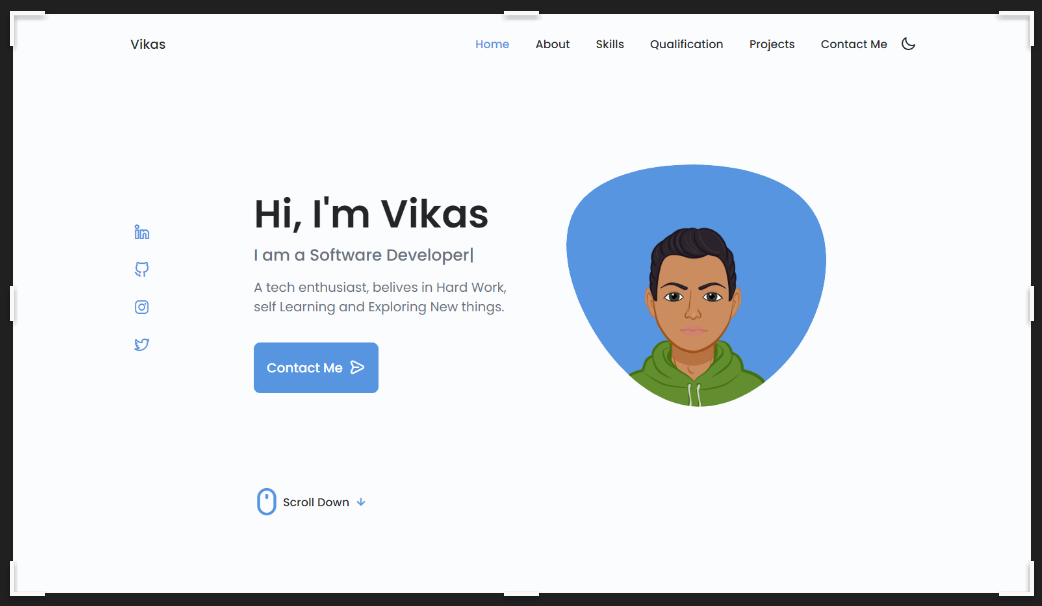 Vikas
Home About Skills Qualification Projects Contact Me
Hi, I'm Vikas
I am a Software Developer|
A tech enthusiast, belives in Hard Work,
self Learning and Exploring New things.
Contact Me
Scroll Down